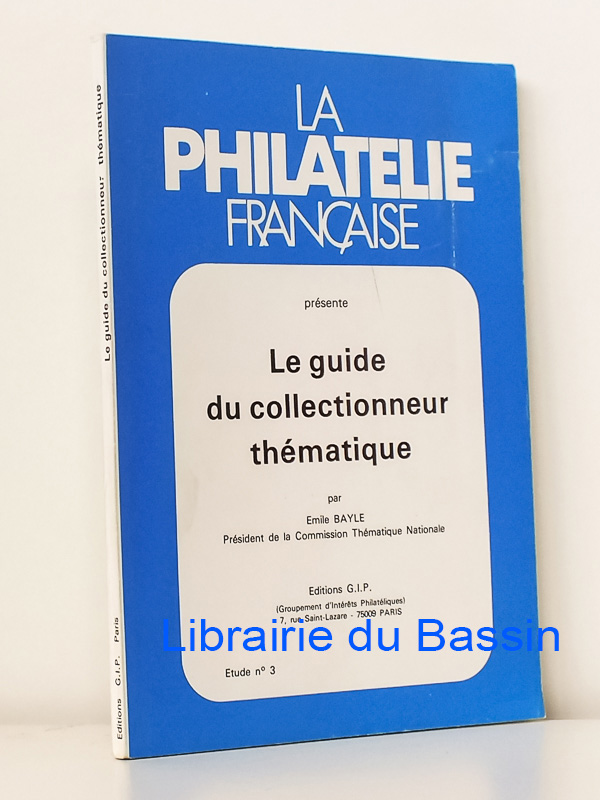 LA
PHILATELIE
FRANÇAISE
présente
Le guide
du collectionneur
thématique
par
Emile BAYLE
Président de la Commission Thématique Nationale
Editions G.I.P.
(Groupement d'Intérêts Philatéliques)
7, rue Saint-Lazare - 75009 PARIS
Librairie du Bassin
Etude n° 3
Le guide du collectionneur thématique
Editions G.I.P. Paris